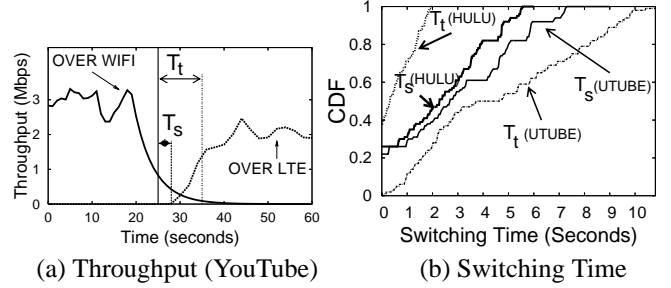 OVER WIFI
T_t
T_s
OVER LTE
Throughput (Mbps)
3
2
1
0
0 10 20 30 40 50 60
Time (seconds)
(a) Throughput (YouTube)
T_t (HULU)
T_s (HULU)
T_s (UTUBE)
T_t (UTUBE)
CDF
1
0.8
0.6
0.4
0.2
0
0 1 2 3 4 5 6 7 8 9 10
Switching Time (Seconds)
(b) Switching Time